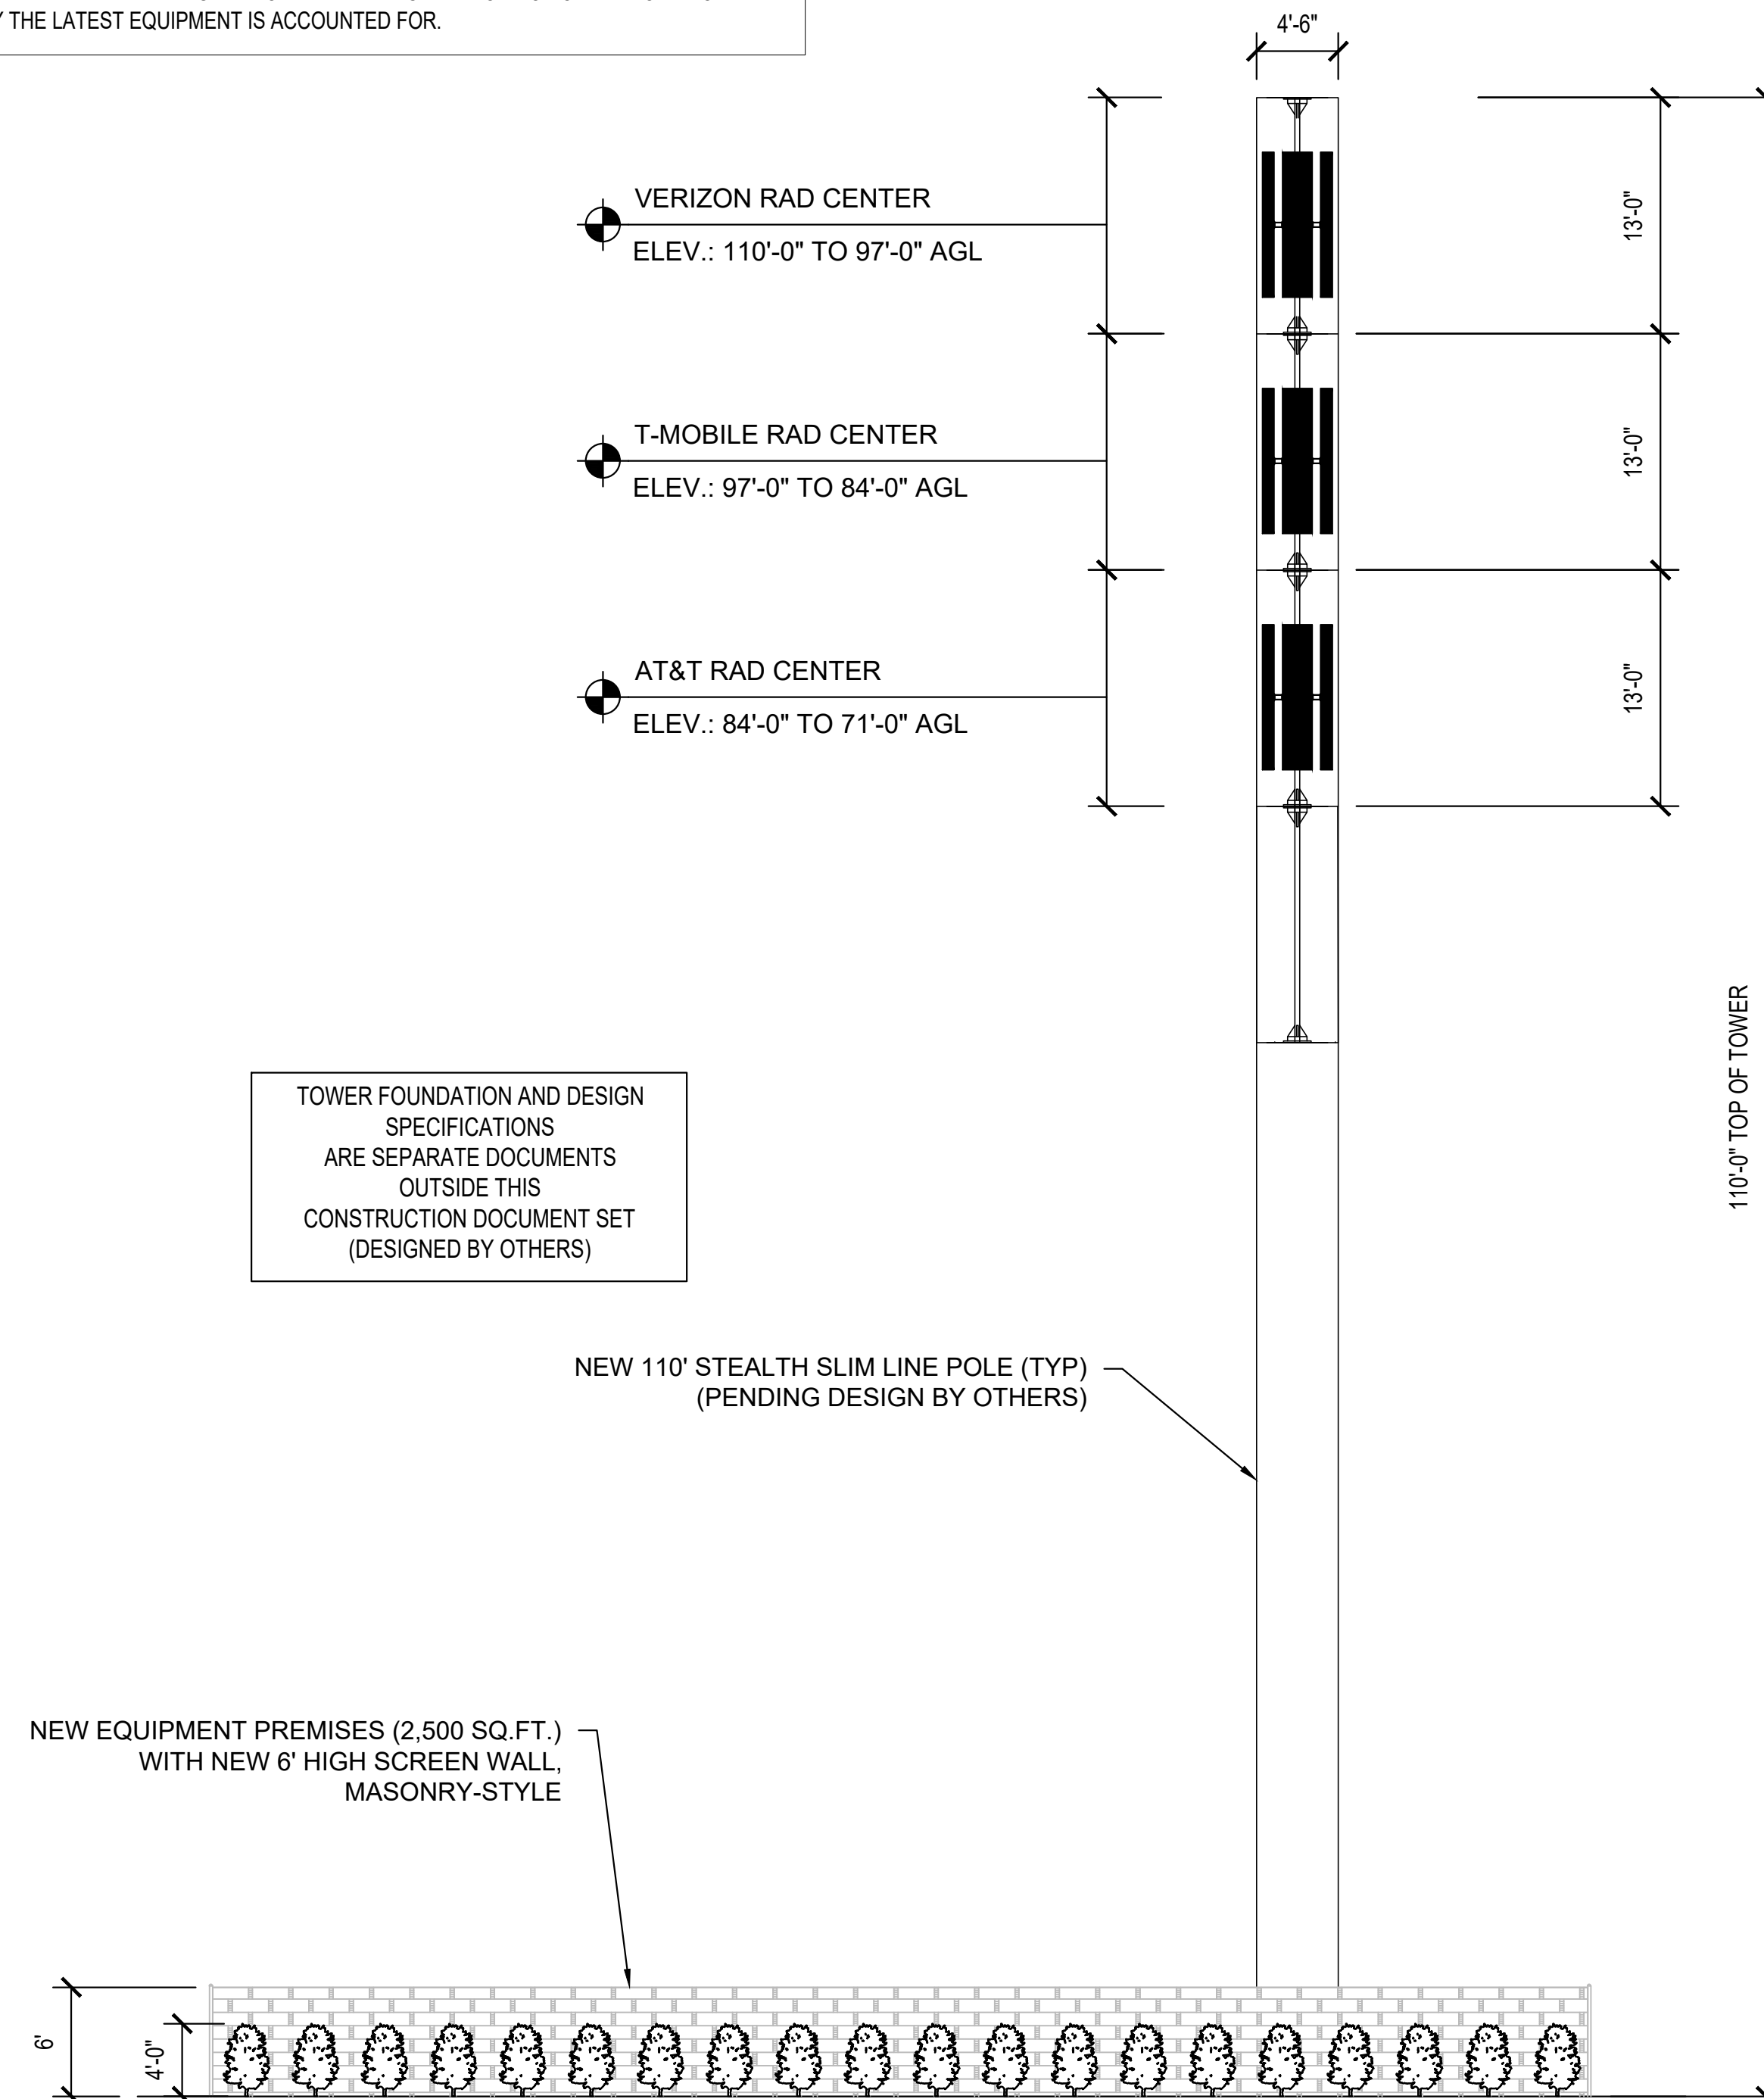 THE LATEST EQUIPMENT IS ACCOUNTED FOR.
4'-6"
VERIZON RAD CENTER
ELEV.: 110'-0" TO 97'-0" AGL
13'-0"
T-MOBILE RAD CENTER
ELEV.: 97'-0" TO 84'-0" AGL
13'-0"
AT&T RAD CENTER
ELEV.: 84'-0" TO 71'-0" AGL
13'-0"
110'-0" TOP OF TOWER
TOWER FOUNDATION AND DESIGN
SPECIFICATIONS
ARE SEPARATE DOCUMENTS
OUTSIDE THIS
CONSTRUCTION DOCUMENT SET
(DESIGNED BY OTHERS)
NEW 110' STEALTH SLIM LINE POLE (TYP)
(PENDING DESIGN BY OTHERS)
NEW EQUIPMENT PREMISES (2,500 SQ.FT.)
WITH NEW 6' HIGH SCREEN WALL,
MASONRY-STYLE
6'
4'-0"